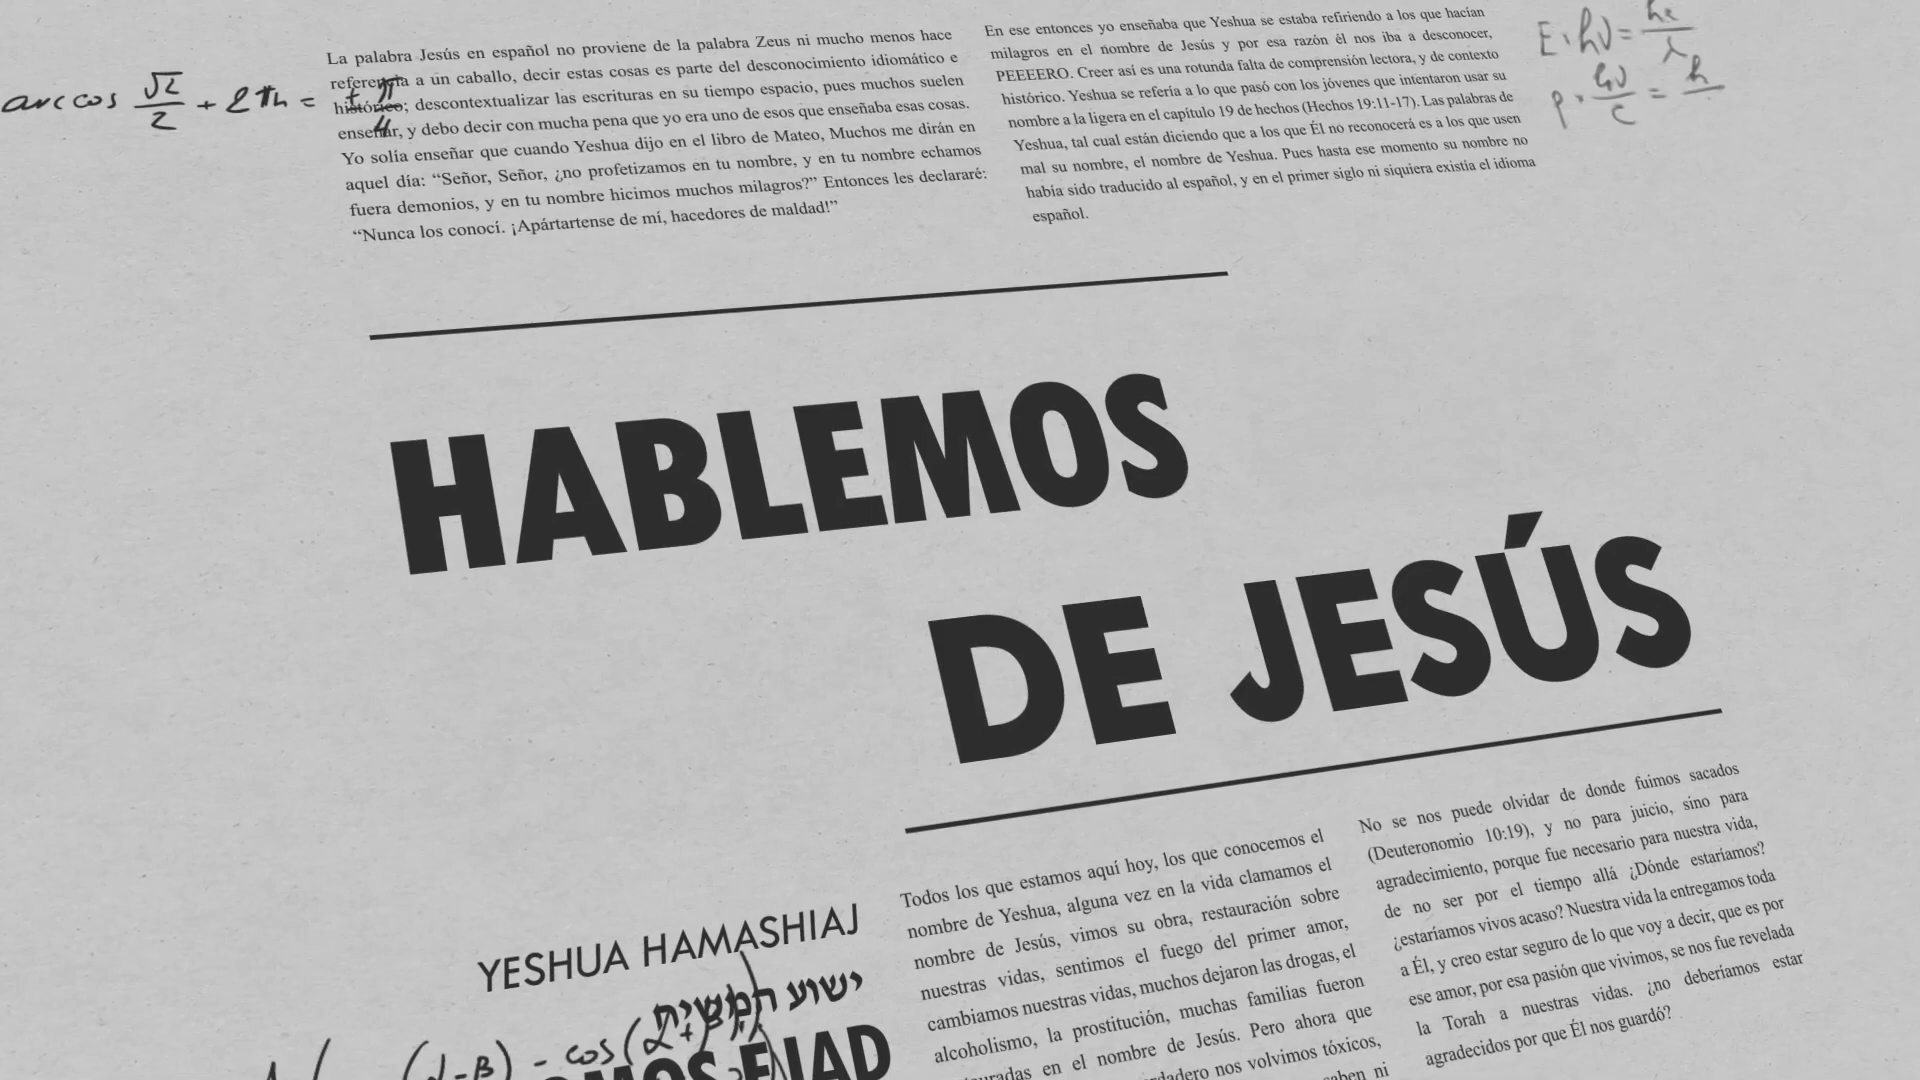 La palabra Jesús en español no proviene de la palabra Zeus ni mucho menos hace
referencia a un caballo, decir estas cosas es parte del desconocimiento idiomático e
histórico; descontextualizar las escrituras en su tiempo espacio, pues muchos suelen
enseñar, y debo decir con mucha pena que yo era uno de esos que enseñaba esas cosas.
Yo solía enseñar que cuando Yeshua dijo en el libro de Mateo, Muchos me dirán en
aquel día: “Señor, Señor, ¿no profetizamos en tu nombre, y en tu nombre echamos
fuera demonios, y en tu nombre hicimos muchos milagros?” Entonces les declararé:
“Nunca los conocí. ¡Apártartense de mí, hacedores de maldad!”
En ese entonces yo enseñaba que Yeshua se estaba refiriendo a los que hacían
milagros en el nombre de Jesús y por esa razón él nos iba a desconocer,
PEEEERO. Creer así es una rotunda falta de comprensión lectora, y de contexto
histórico. Yeshua se refería a lo que pasó con los jóvenes que intentaron usar su
nombre a la ligera en el capítulo 19 de hechos (Hechos 19:11-17). Las palabras de
Yeshua, tal cual están diciendo que a los que Él no reconocerá es a los que usen
mal su nombre, el nombre de Yeshua. Pues hasta ese momento su nombre no
había sido traducido al español, y en el primer siglo ni siquiera existía el idioma
español.
arccos √2/2 + 2πn = ± π/4
HABLEMOS
DE JESÚS
YESHUA HAMASHIAJ
ישוע המשיח
Todos los que estamos aquí hoy, los que conocemos el
nombre de Yeshua, alguna vez en la vida clamamos el
nombre de Jesús, vimos su obra, restauración sobre
nuestras vidas, sentimos el fuego del primer amor,
cambiamos nuestras vidas, muchos dejaron las drogas, el
alcoholismo, la prostitución, muchas familias fueron
en el nombre de Jesús. Pero ahora que
nos volvimos tóxicos,
ni
No se nos puede olvidar de donde fuimos sacados
(Deuteronomio 10:19), y no para juicio, sino para
agradecimiento, porque fue necesario para nuestra vida,
de no ser por el tiempo allá ¿Dónde estaríamos?
¿estaríamos vivos acaso? Nuestra vida la entregamos toda
a Él, y creo estar seguro de lo que voy a decir, que es por
ese amor, por esa pasión que vivimos, se nos fue revelada
la Torah a nuestras vidas. ¿no deberíamos estar
agradecidos por que Él nos guardó?